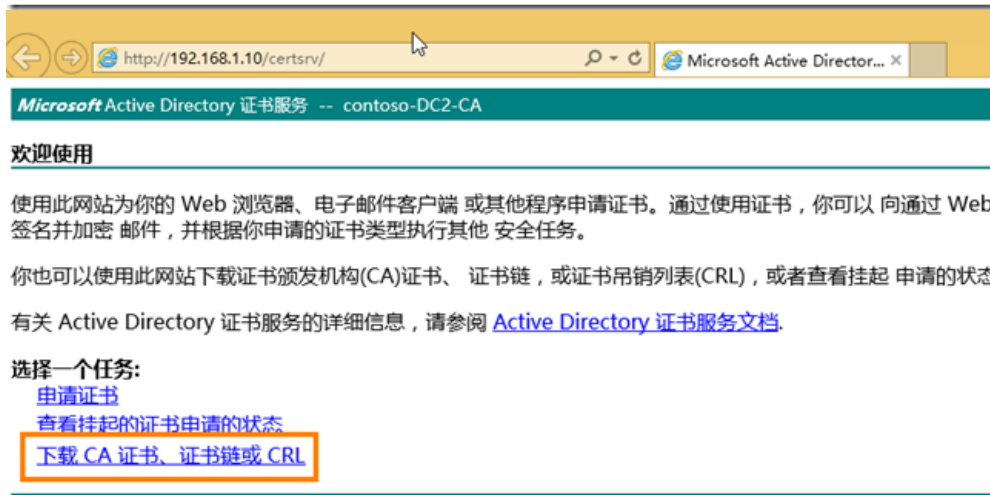 http://192.168.1.10/certsrv/
Microsoft Active Director...
Microsoft Active Directory 证书服务 -- contoso-DC2-CA
欢迎使用
使用此网站为你的 Web 浏览器、电子邮件客户端 或其他程序申请证书。通过使用证书，你可以 向通过 Web
签名并加密 邮件，并根据你申请的证书类型执行其他 安全任务。
你也可以使用此网站下载证书颁发机构(CA)证书、 证书链，或证书吊销列表(CRL)，或者查看挂起 申请的状态
有关 Active Directory 证书服务的详细信息，请参阅 Active Directory 证书服务文档.
选择一个任务:
申请证书
查看挂起的证书申请的状态
下载 CA 证书、证书链或 CRL